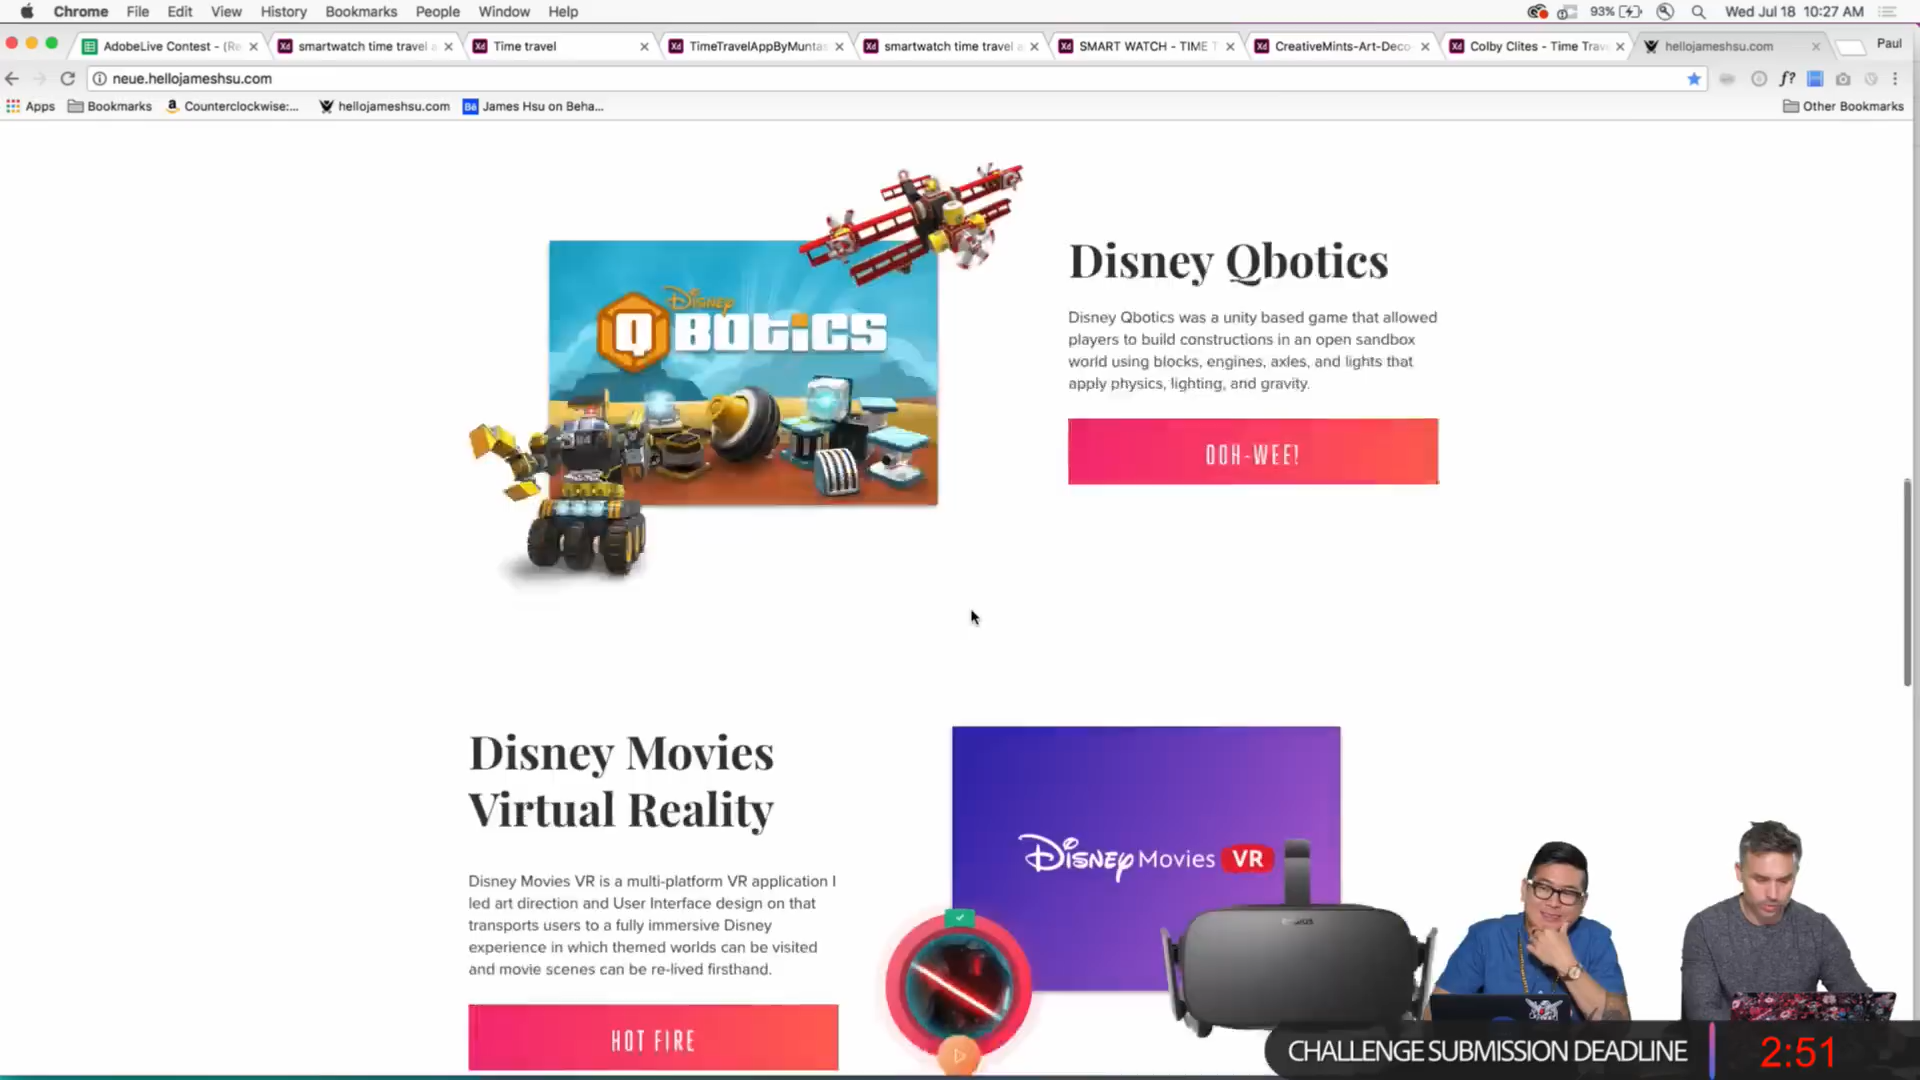 Chrome File Edit View History Bookmarks People Window Help 93% Wed Jul 18 10:27 AM
AdobeLive Contest - (Re smartwatch time travel a Time travel TimeTravelAppByMuntas smartwatch time travel a SMART WATCH - TIME T CreativeMints-Art-Deco Colby Clites - Time Trav hellojameshsu.com Paul
neue.hellojameshsu.com f?
Apps Bookmarks Counterclockwise:... hellojameshsu.com Bē James Hsu on Beha... Other Bookmarks
Disney
QBOTICS
Disney Qbotics
Disney Qbotics was a unity based game that allowed
players to build constructions in an open sandbox
world using blocks, engines, axles, and lights that
apply physics, lighting, and gravity.
OOH-WEE!
Disney Movies
Virtual Reality
Disney Movies VR is a multi-platform VR application I
led art direction and User Interface design on that
transports users to a fully immersive Disney
experience in which themed worlds can be visited
and movie scenes can be re-lived firsthand.
HOT FIRE
Disney Movies VR
oculus
CHALLENGE SUBMISSION DEADLINE 2:51